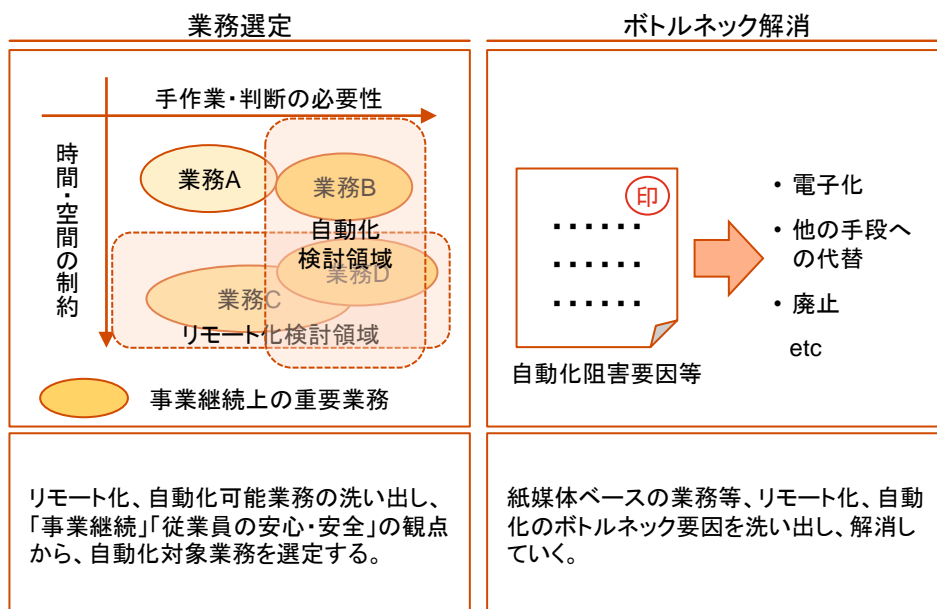 業務選定
手作業・判断の必要性
時間・空間の制約
業務A
業務B
自動化
検討領域
業務D
業務C
リモート化検討領域
事業継続上の重要業務
リモート化、自動化可能業務の洗い出し、
「事業継続」「従業員の安心・安全」の観点
から、自動化対象業務を選定する。
ボトルネック解消
印
・・・・・・
・・・・・・
・・・・・・
自動化阻害要因等
・電子化
・他の手段へ
の代替
・廃止
etc
紙媒体ベースの業務等、リモート化、自動
化のボトルネック要因を洗い出し、解消し
ていく。